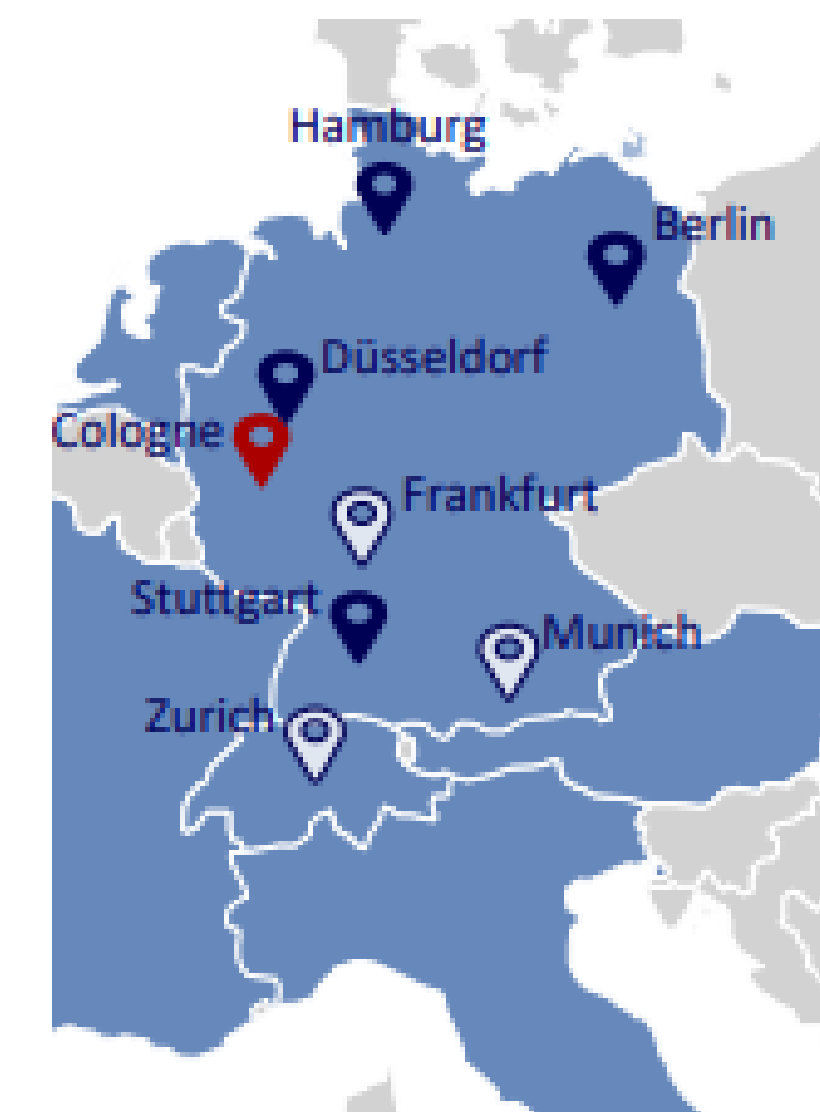 Hamburg
Berlin
Düsseldorf
Cologne
Frankfurt
Stuttgart
Munich
Zurich